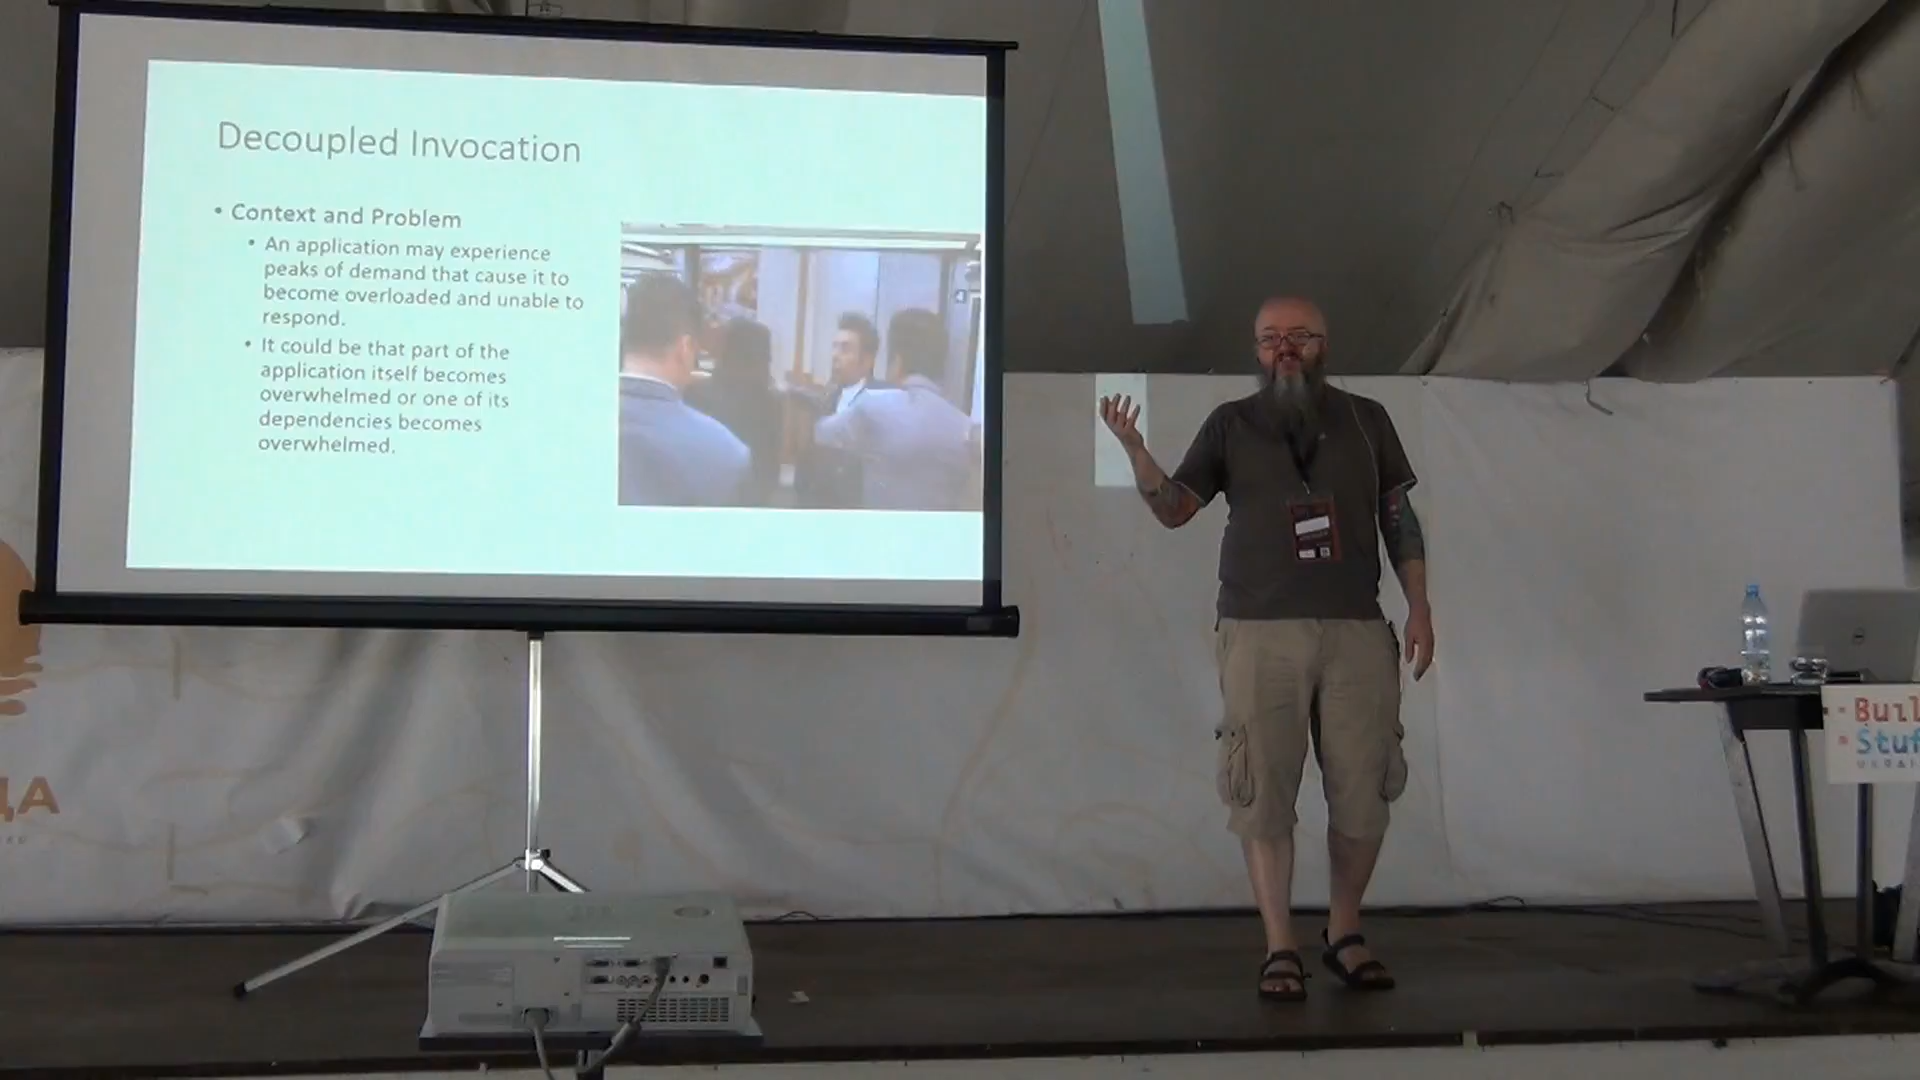 Decoupled Invocation
• Context and Problem
• An application may experience
peaks of demand that cause it to
become overloaded and unable to
respond.
• It could be that part of the
application itself becomes
overwhelmed or one of its
dependencies becomes
overwhelmed.
ДА
Buil
Stuf
UKRAI